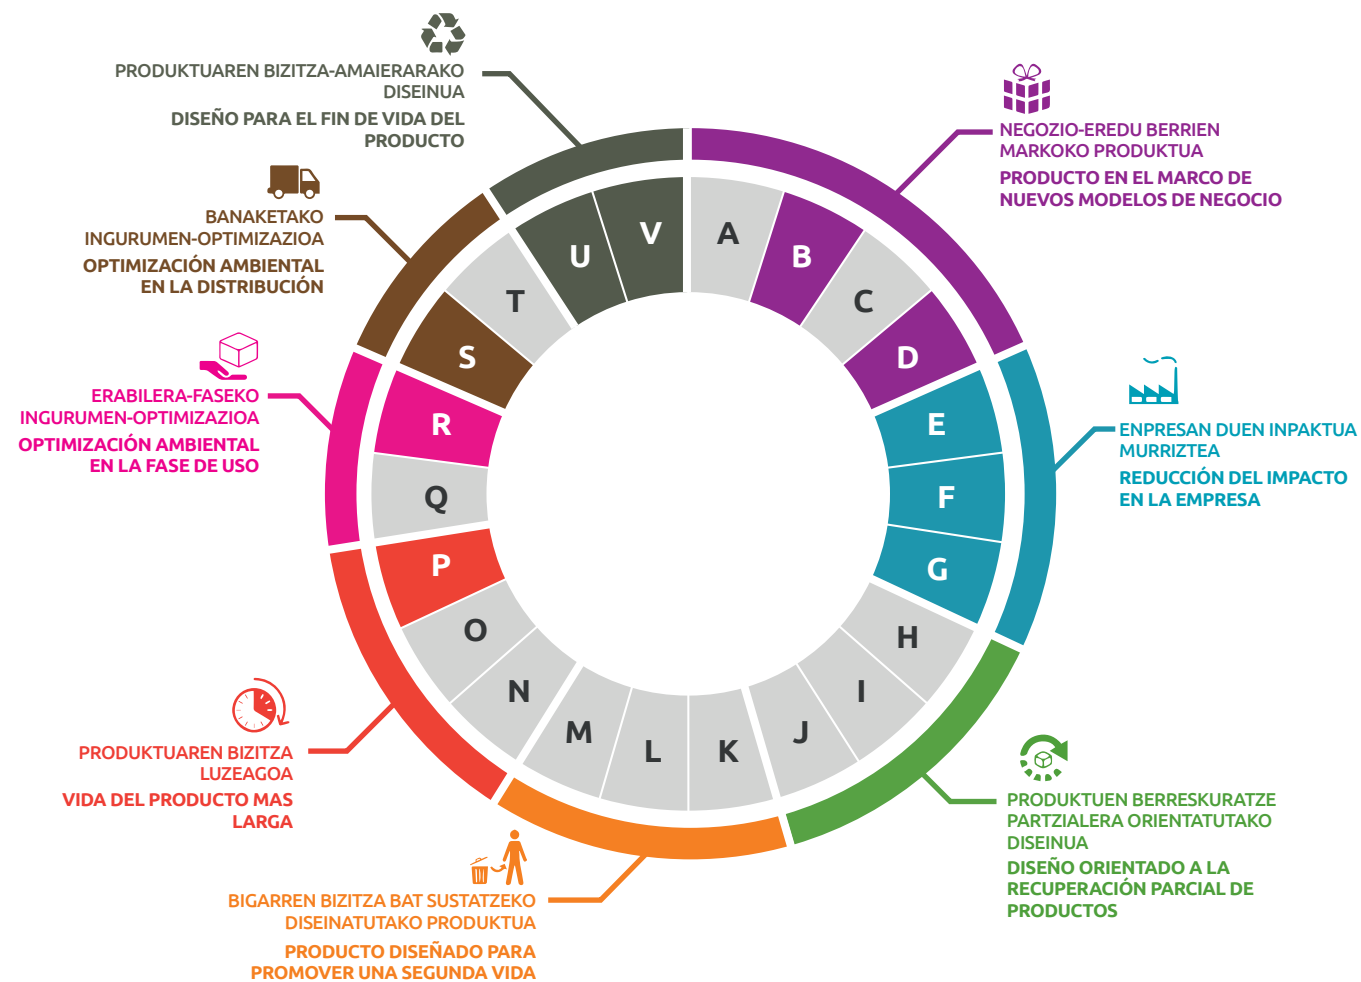 PRODUKTUAREN BIZITZA-AMAIERARAKO
DISEINUA
DISEÑO PARA EL FIN DE VIDA DEL
PRODUCTO
NEGOZIO-EREDU BERRIEN
MARKOKO PRODUKTUA
PRODUCTO EN EL MARCO DE
NUEVOS MODELOS DE NEGOCIO
BANAKETAKO
INGURUMEN-OPTIMIZAZIOA
OPTIMIZACIÓN AMBIENTAL
EN LA DISTRIBUCIÓN
ERABILERA-FASEKO
INGURUMEN-OPTIMIZAZIOA
OPTIMIZACIÓN AMBIENTAL
EN LA FASE DE USO
ENPRESAN DUEN INPAKTUA
MURRIZTEA
REDUCCIÓN DEL IMPACTO
EN LA EMPRESA
A
B
C
D
E
F
G
H
I
J
K
L
M
N
O
P
Q
R
S
T
U
V
PRODUKTUAREN BIZITZA
LUZEAGOA
VIDA DEL PRODUCTO MAS
LARGA
PRODUKTUEN BERRESKURATZE
PARTZIALERA ORIENTATUTAKO
DISEINUA
DISEÑO ORIENTADO A LA
RECUPERACIÓN PARCIAL DE
PRODUCTOS
BIGARREN BIZITZA BAT SUSTATZEKO
DISEINATUTAKO PRODUKTUA
PRODUCTO DISEÑADO PARA
PROMOVER UNA SEGUNDA VIDA